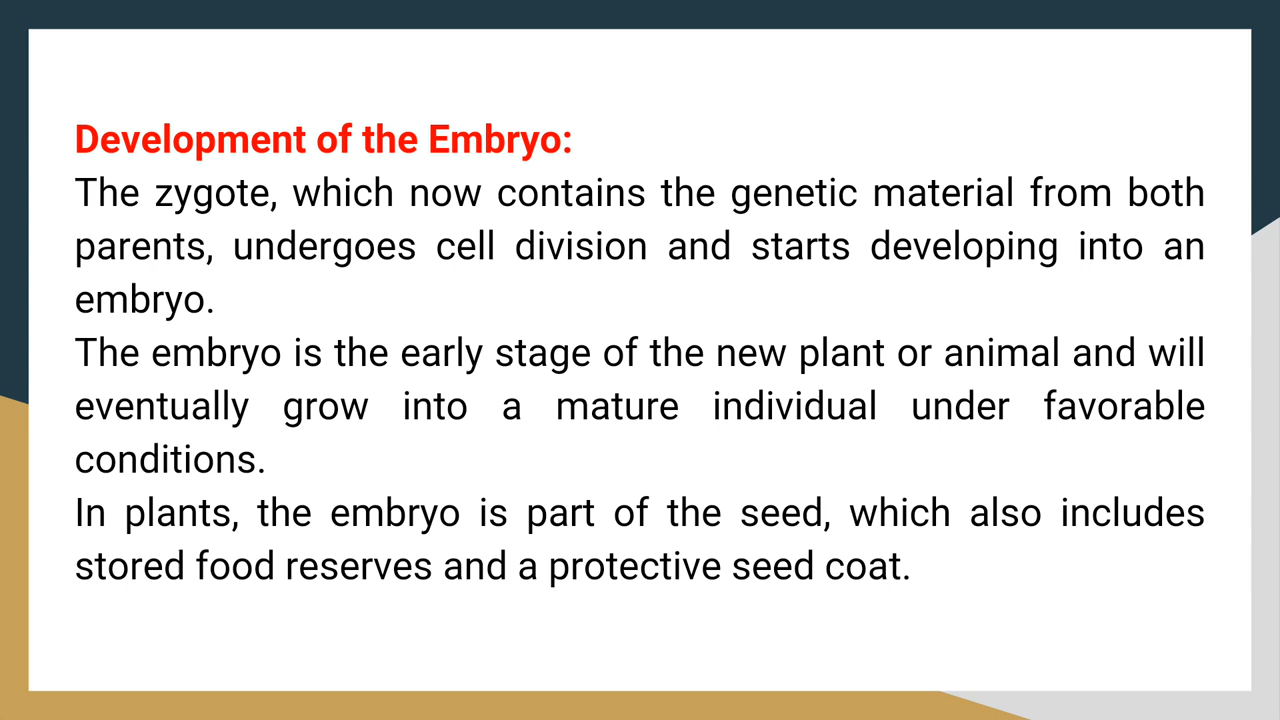 Development of the Embryo:
The zygote, which now contains the genetic material from both
parents, undergoes cell division and starts developing into an
embryo.
The embryo is the early stage of the new plant or animal and will
eventually grow into a mature individual under favorable
conditions.
In plants, the embryo is part of the seed, which also includes
stored food reserves and a protective seed coat.